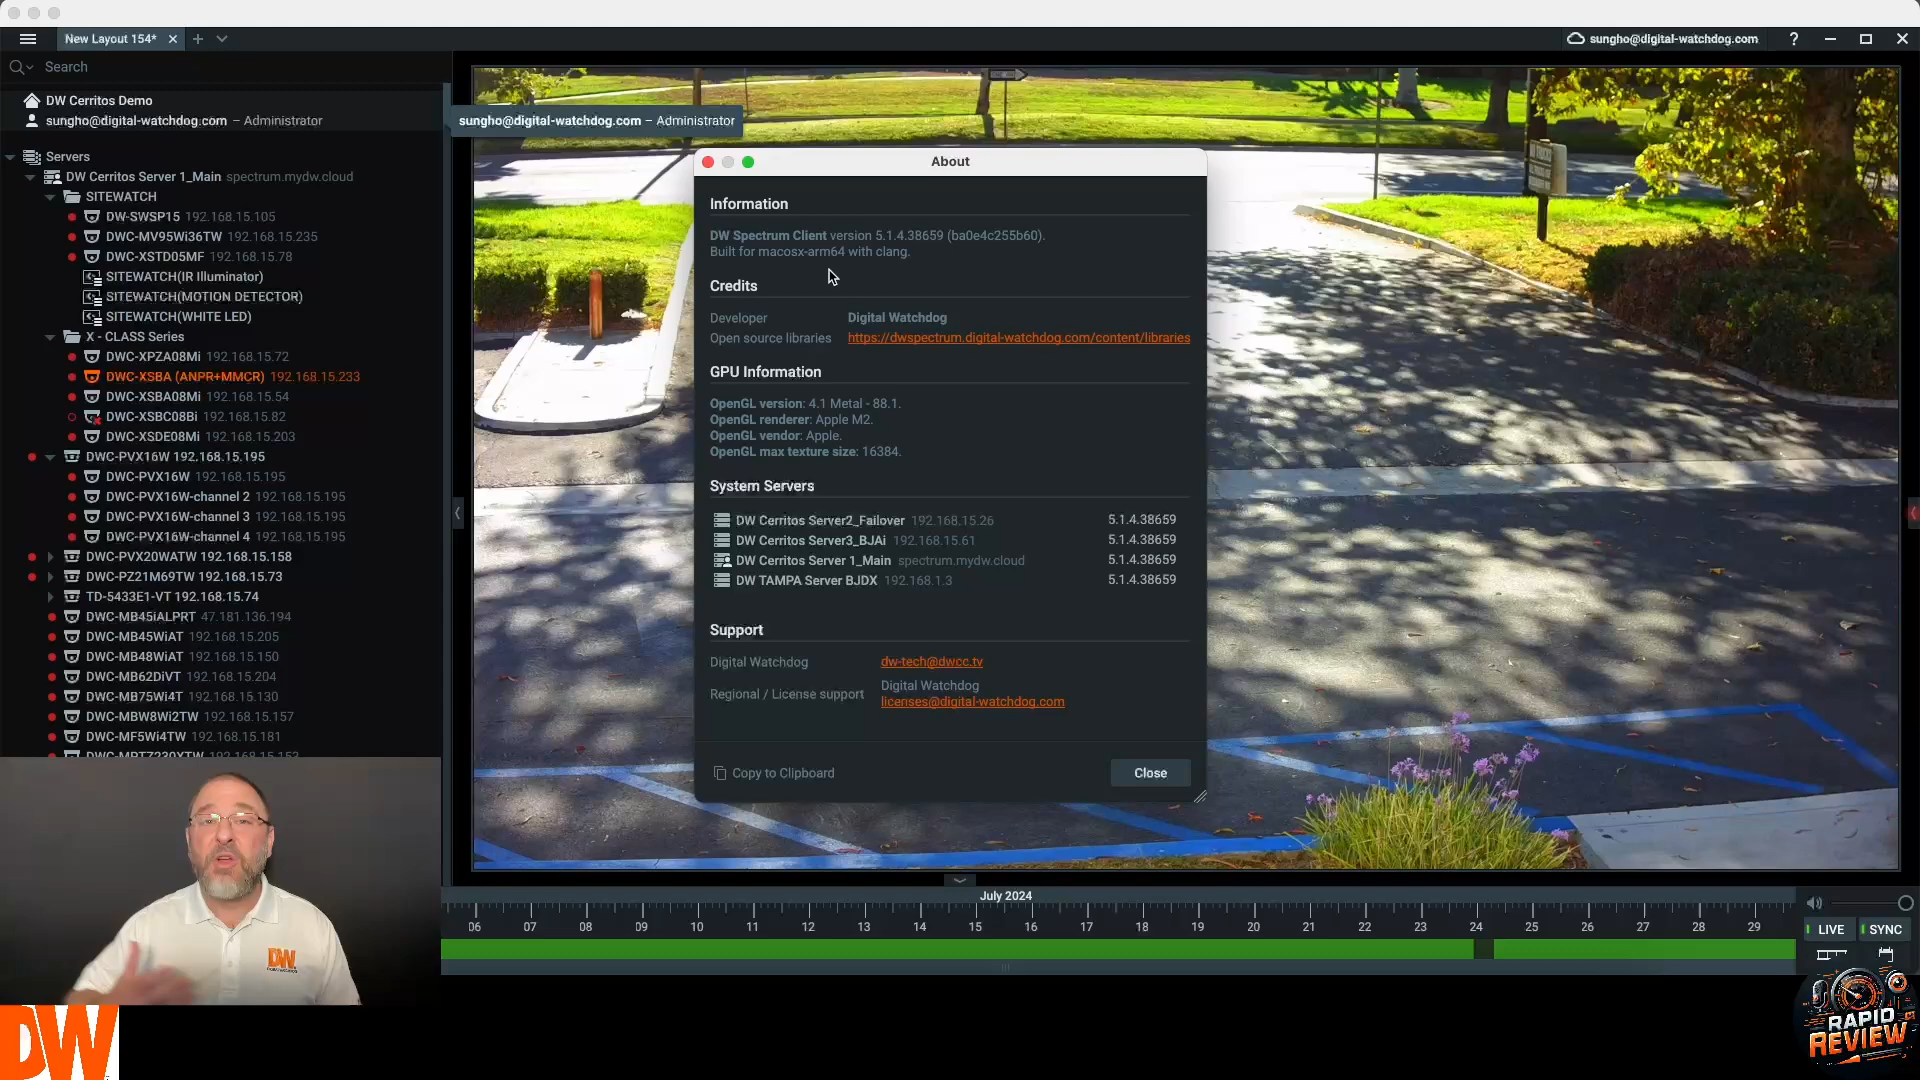 New Layout 154*
sungho@digital-watchdog.com
?
Search
DW Cerritos Demo
sungho@digital-watchdog.com – Administrator
sungho@digital-watchdog.com – Administrator
Servers
DW Cerritos Server 1_Main spectrum.mydw.cloud
SITEWATCH
DW-SWSP15 192.168.15.105
DWC-MV95Wi36TW 192.168.15.235
DWC-XSTD05MF 192.168.15.78
SITEWATCH(IR Illuminator)
SITEWATCH(MOTION DETECTOR)
SITEWATCH(WHITE LED)
X - CLASS Series
DWC-XPZA08Mi 192.168.15.72
DWC-XSBA (ANPR+MMCR) 192.168.15.233
DWC-XSBA08Mi 192.168.15.54
DWC-XSBC08Bi 192.168.15.82
DWC-XSDE08Mi 192.168.15.203
DWC-PVX16W 192.168.15.195
DWC-PVX16W 192.168.15.195
DWC-PVX16W-channel 2 192.168.15.195
DWC-PVX16W-channel 3 192.168.15.195
DWC-PVX16W-channel 4 192.168.15.195
DWC-PVX20WATW 192.168.15.158
DWC-PZ21M69TW 192.168.15.73
TD-5433E1-VT 192.168.15.74
DWC-MB45iALPRT 47.181.136.194
DWC-MB45WiAT 192.168.15.205
DWC-MB48WiAT 192.168.15.150
DWC-MB62DiVT 192.168.15.204
DWC-MB75Wi4T 192.168.15.130
DWC-MBW8Wi2TW 192.168.15.157
DWC-MF5Wi4TW 192.168.15.181
DWC-MPTZ230XTW 192.168.15.153
About
Information
DW Spectrum Client version 5.1.4.38659 (ba0e4c255b60).
Built for macosx-arm64 with clang.
Credits
Developer Digital Watchdog
Open source libraries https://dwspectrum.digital-watchdog.com/content/libraries
GPU Information
OpenGL version: 4.1 Metal - 88.1.
OpenGL renderer: Apple M2.
OpenGL vendor: Apple.
OpenGL max texture size: 16384.
System Servers
DW Cerritos Server2_Failover 192.168.15.26 5.1.4.38659
DW Cerritos Server3_BJAi 192.168.15.61 5.1.4.38659
DW Cerritos Server 1_Main spectrum.mydw.cloud 5.1.4.38659
DW TAMPA Server BJDX 192.168.1.3 5.1.4.38659
Support
Digital Watchdog dw-tech@dwcc.tv
Regional / License support Digital Watchdog
licenses@digital-watchdog.com
Copy to Clipboard
Close
July 2024
06 07 08 09 10 11 12 13 14 15 16 17 18 19 20 21 22 23 24 25 26 27 28 29
LIVE
SYNC
DW
DW
RAPID
REVIEW